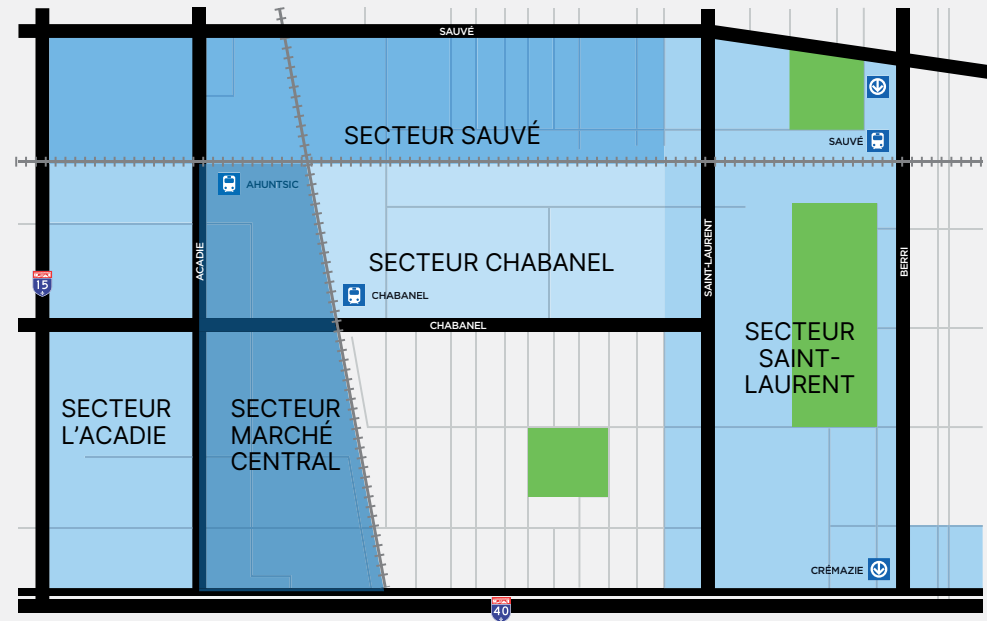 SAUVÉ
SECTEUR SAUVÉ
SAUVÉ
AHUNTSIC
ACADIE
SAINT-LAURENT
BERRI
SECTEUR CHABANEL
15
CHABANEL
CHABANEL
SECTEUR
SAINT-
LAURENT
SECTEUR
L'ACADIE
SECTEUR
MARCHÉ
CENTRAL
CRÉMAZIE
40